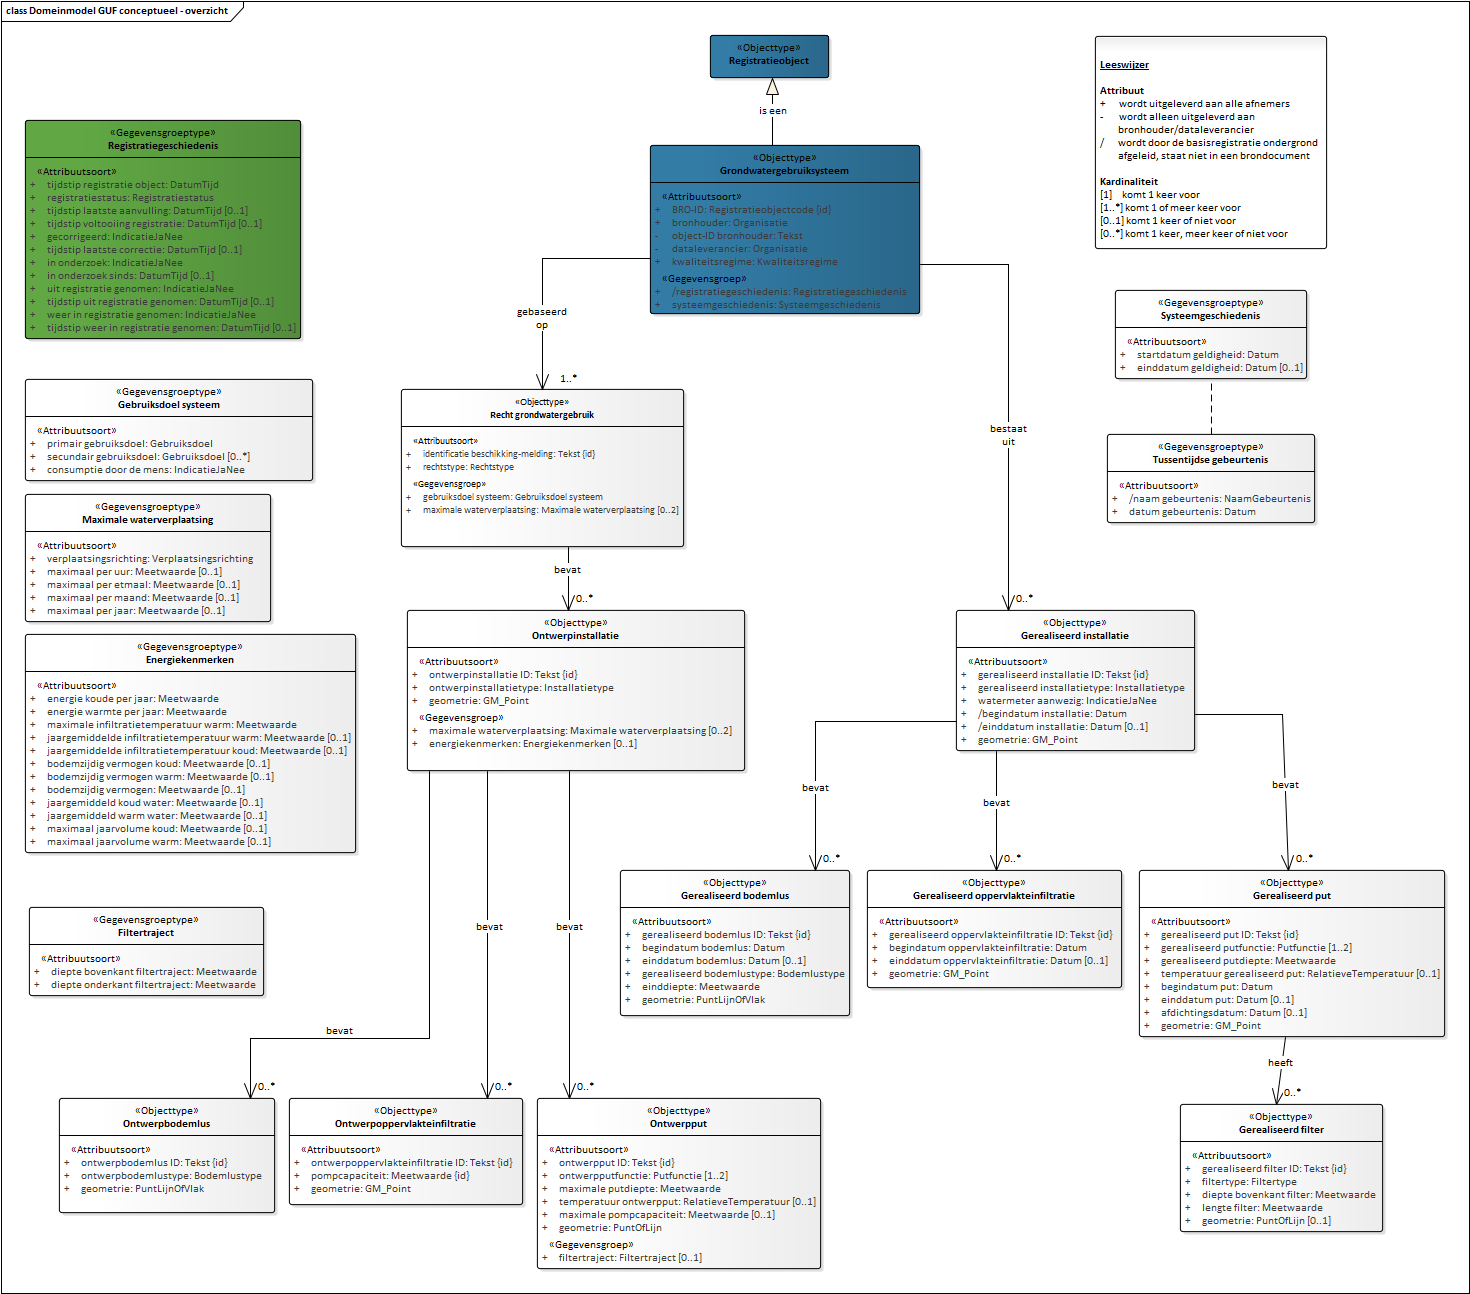 class Domeinmodel GUF conceptueel - overzicht
«Objecttype»
Registratieobject
is een
Leeswijzer
Attribuut
+ wordt uitgeleverd aan alle afnemers
- wordt alleen uitgeleverd aan
bronhouder/dataleverancier
/ wordt door de basisregistratie ondergrond
afgeleid, staat niet in een brondocument
Kardinaliteit
[1] komt 1 keer voor
[1..*] komt 1 of meer keer voor
[0..1] komt 1 keer of niet voor
[0..*] komt 1 keer, meer keer of niet voor
«Gegevensgroeptype»
Registratiegeschiedenis
«Attribuutsoort»
+ tijdstip registratie object: DatumTijd
+ registratiestatus: Registratiestatus
+ tijdstip laatste aanvulling: DatumTijd [0..1]
+ tijdstip voltooiing registratie: DatumTijd [0..1]
+ gecorrigeerd: IndicatieJaNee
+ tijdstip laatste correctie: DatumTijd [0..1]
+ in onderzoek: IndicatieJaNee
+ in onderzoek sinds: DatumTijd [0..1]
+ uit registratie genomen: IndicatieJaNee
+ tijdstip uit registratie genomen: DatumTijd [0..1]
+ weer in registratie genomen: IndicatieJaNee
+ tijdstip weer in registratie genomen: DatumTijd [0..1]
«Objecttype»
Grondwatergebruiksysteem
«Attribuutsoort»
+ BRO-ID: Registratieobjectcode {id}
+ bronhouder: Organisatie
- object-ID bronhouder: Tekst
- dataleverancier: Organisatie
+ kwaliteitsregime: Kwaliteitsregime
«Gegevensgroep»
+ /registratiegeschiedenis: Registratiegeschiedenis
+ systeemgeschiedenis: Systeemgeschiedenis
gebaseerd
op
1..*
bestaat
uit
0..*
«Gegevensgroeptype»
Systeemgeschiedenis
«Attribuutsoort»
+ startdatum geldigheid: Datum
+ einddatum geldigheid: Datum [0..1]
«Gegevensgroeptype»
Tussentijdse gebeurtenis
«Attribuutsoort»
+ /naam gebeurtenis: NaamGebeurtenis
+ datum gebeurtenis: Datum
«Gegevensgroeptype»
Gebruiksdoel systeem
«Attribuutsoort»
+ primair gebruiksdoel: Gebruiksdoel
+ secundair gebruiksdoel: Gebruiksdoel [0..*]
+ consumptie door de mens: IndicatieJaNee
«Objecttype»
Recht grondwatergebruik
«Attribuutsoort»
+ identificatie beschikking-melding: Tekst {id}
+ rechtstype: Rechtstype
«Gegevensgroep»
+ gebruiksdoel systeem: Gebruiksdoel systeem
+ maximale waterverplaatsing: Maximale waterverplaatsing [0..2]
bevat
0..*
«Gegevensgroeptype»
Maximale waterverplaatsing
«Attribuutsoort»
+ verplaatsingsrichting: Verplaatsingsrichting
+ maximaal per uur: Meetwaarde [0..1]
+ maximaal per etmaal: Meetwaarde [0..1]
+ maximaal per maand: Meetwaarde [0..1]
+ maximaal per jaar: Meetwaarde [0..1]
«Gegevensgroeptype»
Energiekenmerken
«Attribuutsoort»
+ energie koude per jaar: Meetwaarde
+ energie warmte per jaar: Meetwaarde
+ maximale infiltratietemperatuur warm: Meetwaarde
+ jaargemiddelde infiltratietemperatuur warm: Meetwaarde [0..1]
+ jaargemiddelde infiltratietemperatuur koud: Meetwaarde [0..1]
+ bodemzijdig vermogen koud: Meetwaarde [0..1]
+ bodemzijdig vermogen warm: Meetwaarde [0..1]
+ bodemzijdig vermogen: Meetwaarde [0..1]
+ jaargemiddeld koud water: Meetwaarde [0..1]
+ jaargemiddeld warm water: Meetwaarde [0..1]
+ maximaal jaarvolume koud: Meetwaarde [0..1]
+ maximaal jaarvolume warm: Meetwaarde [0..1]
«Objecttype»
Ontwerpinstallatie
«Attribuutsoort»
+ ontwerpinstallatie ID: Tekst {id}
+ ontwerpinstallatietype: Installatietype
+ geometrie: GM_Point
«Gegevensgroep»
+ maximale waterverplaatsing: Maximale waterverplaatsing [0..2]
+ energiekenmerken: Energiekenmerken [0..1]
«Objecttype»
Gerealiseerd installatie
«Attribuutsoort»
+ gerealiseerd installatie ID: Tekst {id}
+ gerealiseerd installatietype: Installatietype
+ watermeter aanwezig: IndicatieJaNee
+ /begindatum installatie: Datum
+ /einddatum installatie: Datum [0..1]
+ geometrie: GM_Point
bevat
0..*
bevat
0..*
bevat
0..*
«Objecttype»
Gerealiseerd bodemlus
«Attribuutsoort»
+ gerealiseerd bodemlus ID: Tekst {id}
+ begindatum bodemlus: Datum
+ einddatum bodemlus: Datum [0..1]
+ gerealiseerd bodemlustype: Bodemlustype
+ einddiepte: Meetwaarde
+ geometrie: PuntLijnOfVlak
«Objecttype»
Gerealiseerd oppervlakteinfiltratie
«Attribuutsoort»
+ gerealiseerd oppervlakteinfiltratie ID: Tekst {id}
+ begindatum oppervlakteinfiltratie: Datum
+ einddatum oppervlakteinfiltratie: Datum [0..1]
+ geometrie: GM_Point
«Objecttype»
Gerealiseerd put
«Attribuutsoort»
+ gerealiseerd put ID: Tekst {id}
+ gerealiseerd putfunctie: Putfunctie [1..2]
+ gerealiseerd putdiepte: Meetwaarde
+ temperatuur gerealiseerd put: RelatieveTemperatuur [0..1]
+ begindatum put: Datum
+ einddatum put: Datum [0..1]
+ afdichtingsdatum: Datum [0..1]
+ geometrie: GM_Point
heeft
0..*
«Gegevensgroeptype»
Filtertraject
«Attribuutsoort»
+ diepte bovenkant filtertraject: Meetwaarde
+ diepte onderkant filtertraject: Meetwaarde
bevat
0..*
bevat
0..*
bevat
0..*
«Objecttype»
Ontwerpbodemlus
«Attribuutsoort»
+ ontwerpbodemlus ID: Tekst {id}
+ ontwerpbodemlustype: Bodemlustype
+ geometrie: PuntLijnOfVlak
«Objecttype»
Ontwerpoppervlakteinfiltratie
«Attribuutsoort»
+ ontwerpoppervlakteinfiltratie ID: Tekst {id}
+ pompcapaciteit: Meetwaarde {id}
+ geometrie: GM_Point
«Objecttype»
Ontwerpput
«Attribuutsoort»
+ ontwerpput ID: Tekst {id}
+ ontwerpputfunctie: Putfunctie [1..2]
+ maximale putdiepte: Meetwaarde
+ temperatuur ontwerpput: RelatieveTemperatuur [0..1]
+ maximale pompcapaciteit: Meetwaarde [0..1]
+ geometrie: PuntOfLijn
«Gegevensgroep»
+ filtertraject: Filtertraject [0..1]
«Objecttype»
Gerealiseerd filter
«Attribuutsoort»
+ gerealiseerd filter ID: Tekst {id}
+ filtertype: Filtertype
+ diepte bovenkant filter: Meetwaarde
+ lengte filter: Meetwaarde
+ geometrie: PuntOfLijn [0..1]